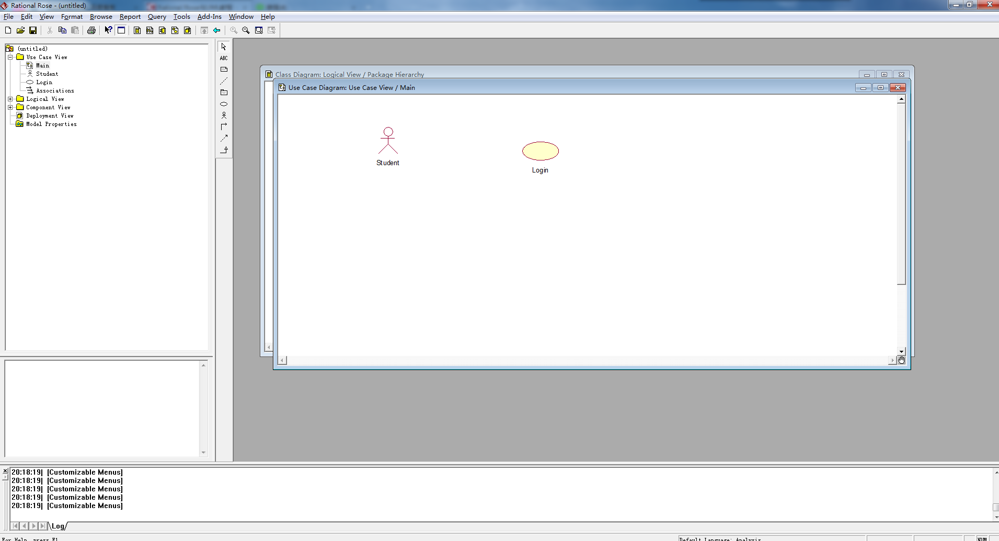 Rational Rose - (untitled)
File Edit View Format Browse Report Query Tools Add-Ins Window Help
(untitled)
Use Case View
Main
Student
Login
Associations
Logical View
Component View
Deployment View
Model Properties
ABC
Class Diagram: Logical View / Package Hierarchy
Use Case Diagram: Use Case View / Main
Student
Login
20:18:19| [Customizable Menus]
20:18:19| [Customizable Menus]
20:18:19| [Customizable Menus]
20:18:19| [Customizable Menus]
20:18:19| [Customizable Menus]
Log
For Help, press F1
Default Language: Analysis
NUM